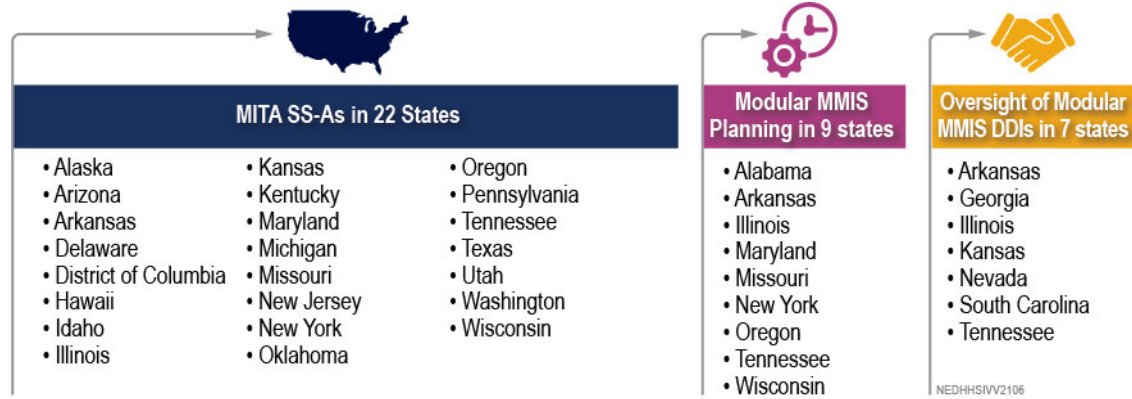 MITA SS-As in 22 States
• Alaska
• Arizona
• Arkansas
• Delaware
• District of Columbia
• Hawaii
• Idaho
• Illinois
• Kansas
• Kentucky
• Maryland
• Michigan
• Missouri
• New Jersey
• New York
• Oklahoma
• Oregon
• Pennsylvania
• Tennessee
• Texas
• Utah
• Washington
• Wisconsin
Modular MMIS
Planning in 9 states
• Alabama
• Arkansas
• Illinois
• Maryland
• Missouri
• New York
• Oregon
• Tennessee
• Wisconsin
Oversight of Modular
MMIS DDIs in 7 states
• Arkansas
• Georgia
• Illinois
• Kansas
• Nevada
• South Carolina
• Tennessee
NEDHHSIVV2106